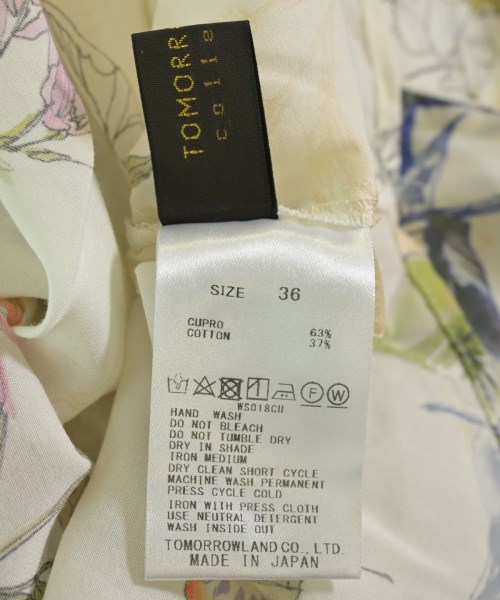 TOMORR
colle
SIZE 36
CUPRO 63%
COTTON 37%
F W
WS018CU
HAND WASH
DO NOT BLEACH
DO NOT TUMBLE DRY
DRY IN SHADE
IRON MEDIUM
DRY CLEAN SHORT CYCLE
MACHINE WASH PERMANENT
PRESS CYCLE COLD
IRON WITH PRESS CLOTH
USE NEUTRAL DETERGENT
WASH INSIDE OUT
TOMORROWLAND CO., LTD.
MADE IN JAPAN